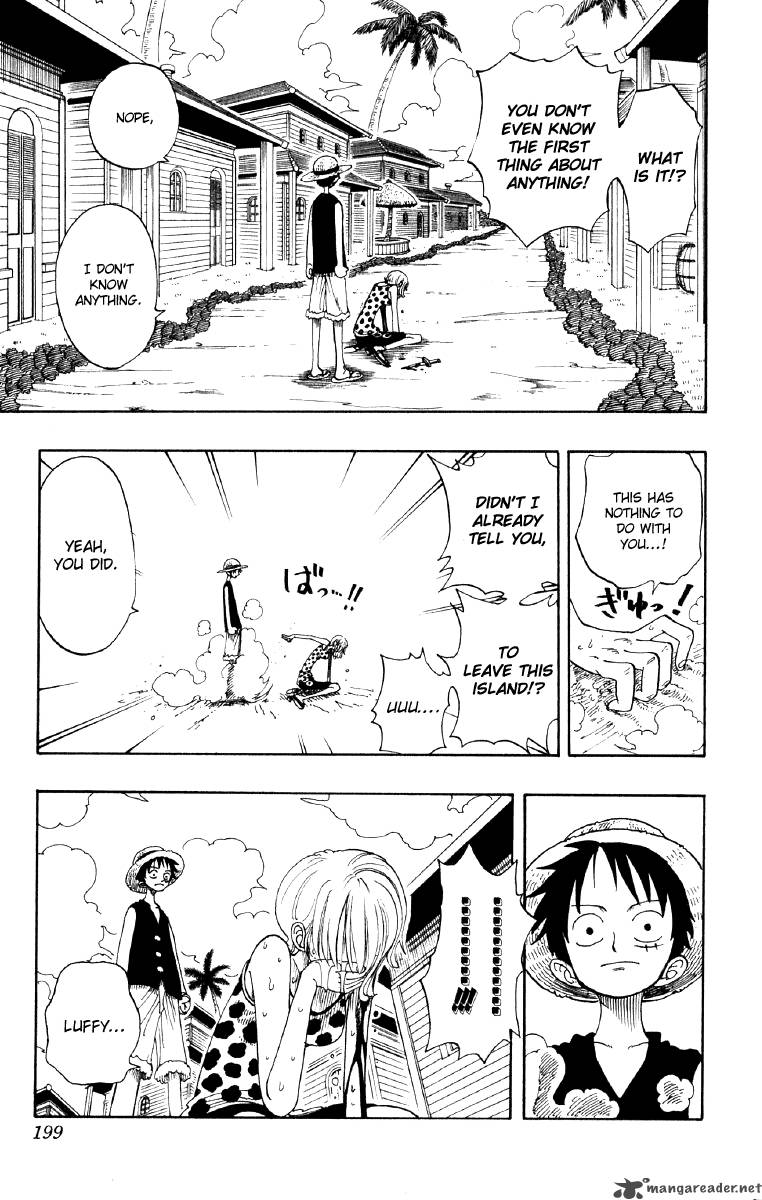 WHAT
IS IT!?
YOU DON'T
EVEN KNOW
THE FIRST
THING ABOUT
ANYTHING!
NOPE,
I DON'T
KNOW
ANYTHING.
THIS HAS
NOTHING TO
DO WITH
YOU...!
ぎゅっ!
DIDN'T I
ALREADY
TELL YOU,
TO
LEAVE THIS
ISLAND!?
ばっ…!!
UUU....
YEAH,
YOU DID.
LUFFY...
199
mangareader.net